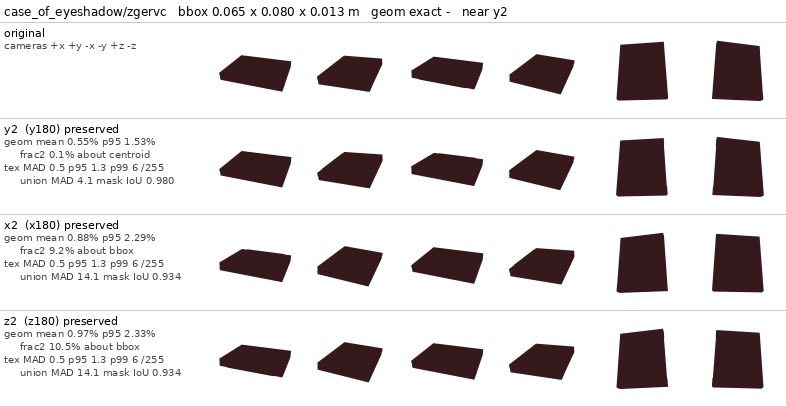 case_of_eyeshadow/zgervc bbox 0.065 x 0.080 x 0.013 m geom exact - near y2
original
cameras +x +y -x -y +z -z
y2 (y180) preserved
geom mean 0.55% p95 1.53%
frac2 0.1% about centroid
tex MAD 0.5 p95 1.3 p99 6 /255
union MAD 4.1 mask IoU 0.980
x2 (x180) preserved
geom mean 0.88% p95 2.29%
frac2 9.2% about bbox
tex MAD 0.5 p95 1.3 p99 6 /255
union MAD 14.1 mask IoU 0.934
z2 (z180) preserved
geom mean 0.97% p95 2.33%
frac2 10.5% about bbox
tex MAD 0.5 p95 1.3 p99 6 /255
union MAD 14.1 mask IoU 0.934